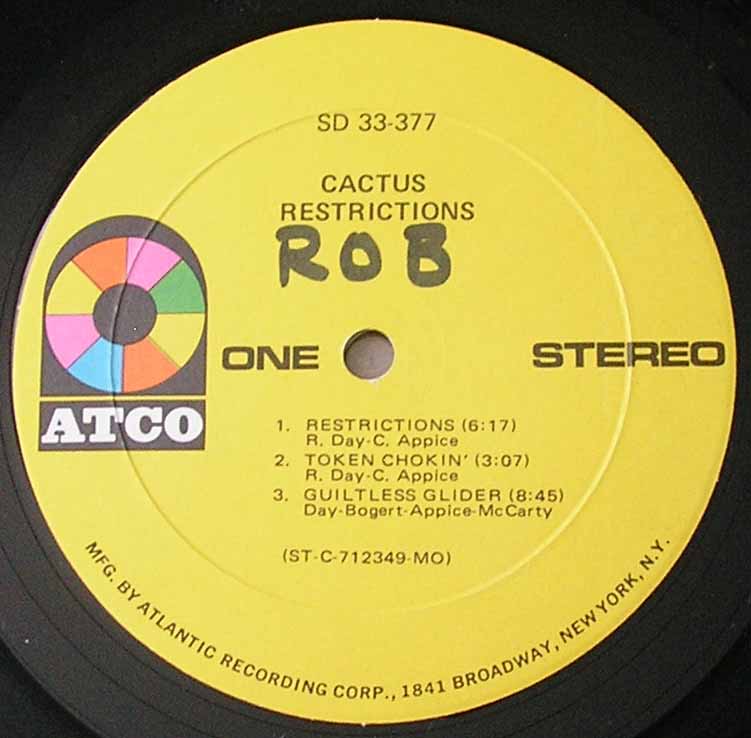 SD 33-377
CACTUS
RESTRICTIONS
ROB
ATCO
ONE
STEREO
1. RESTRICTIONS (6:17)
R. Day-C. Appice
2. TOKEN CHOKIN' (3:07)
R. Day-C. Appice
3. GUILTLESS GLIDER (8:45)
Day-Bogert-Appice-McCarty
(ST-C-712349-MO)
MFG. BY ATLANTIC RECORDING CORP., 1841 BROADWAY, NEW YORK, N.Y.